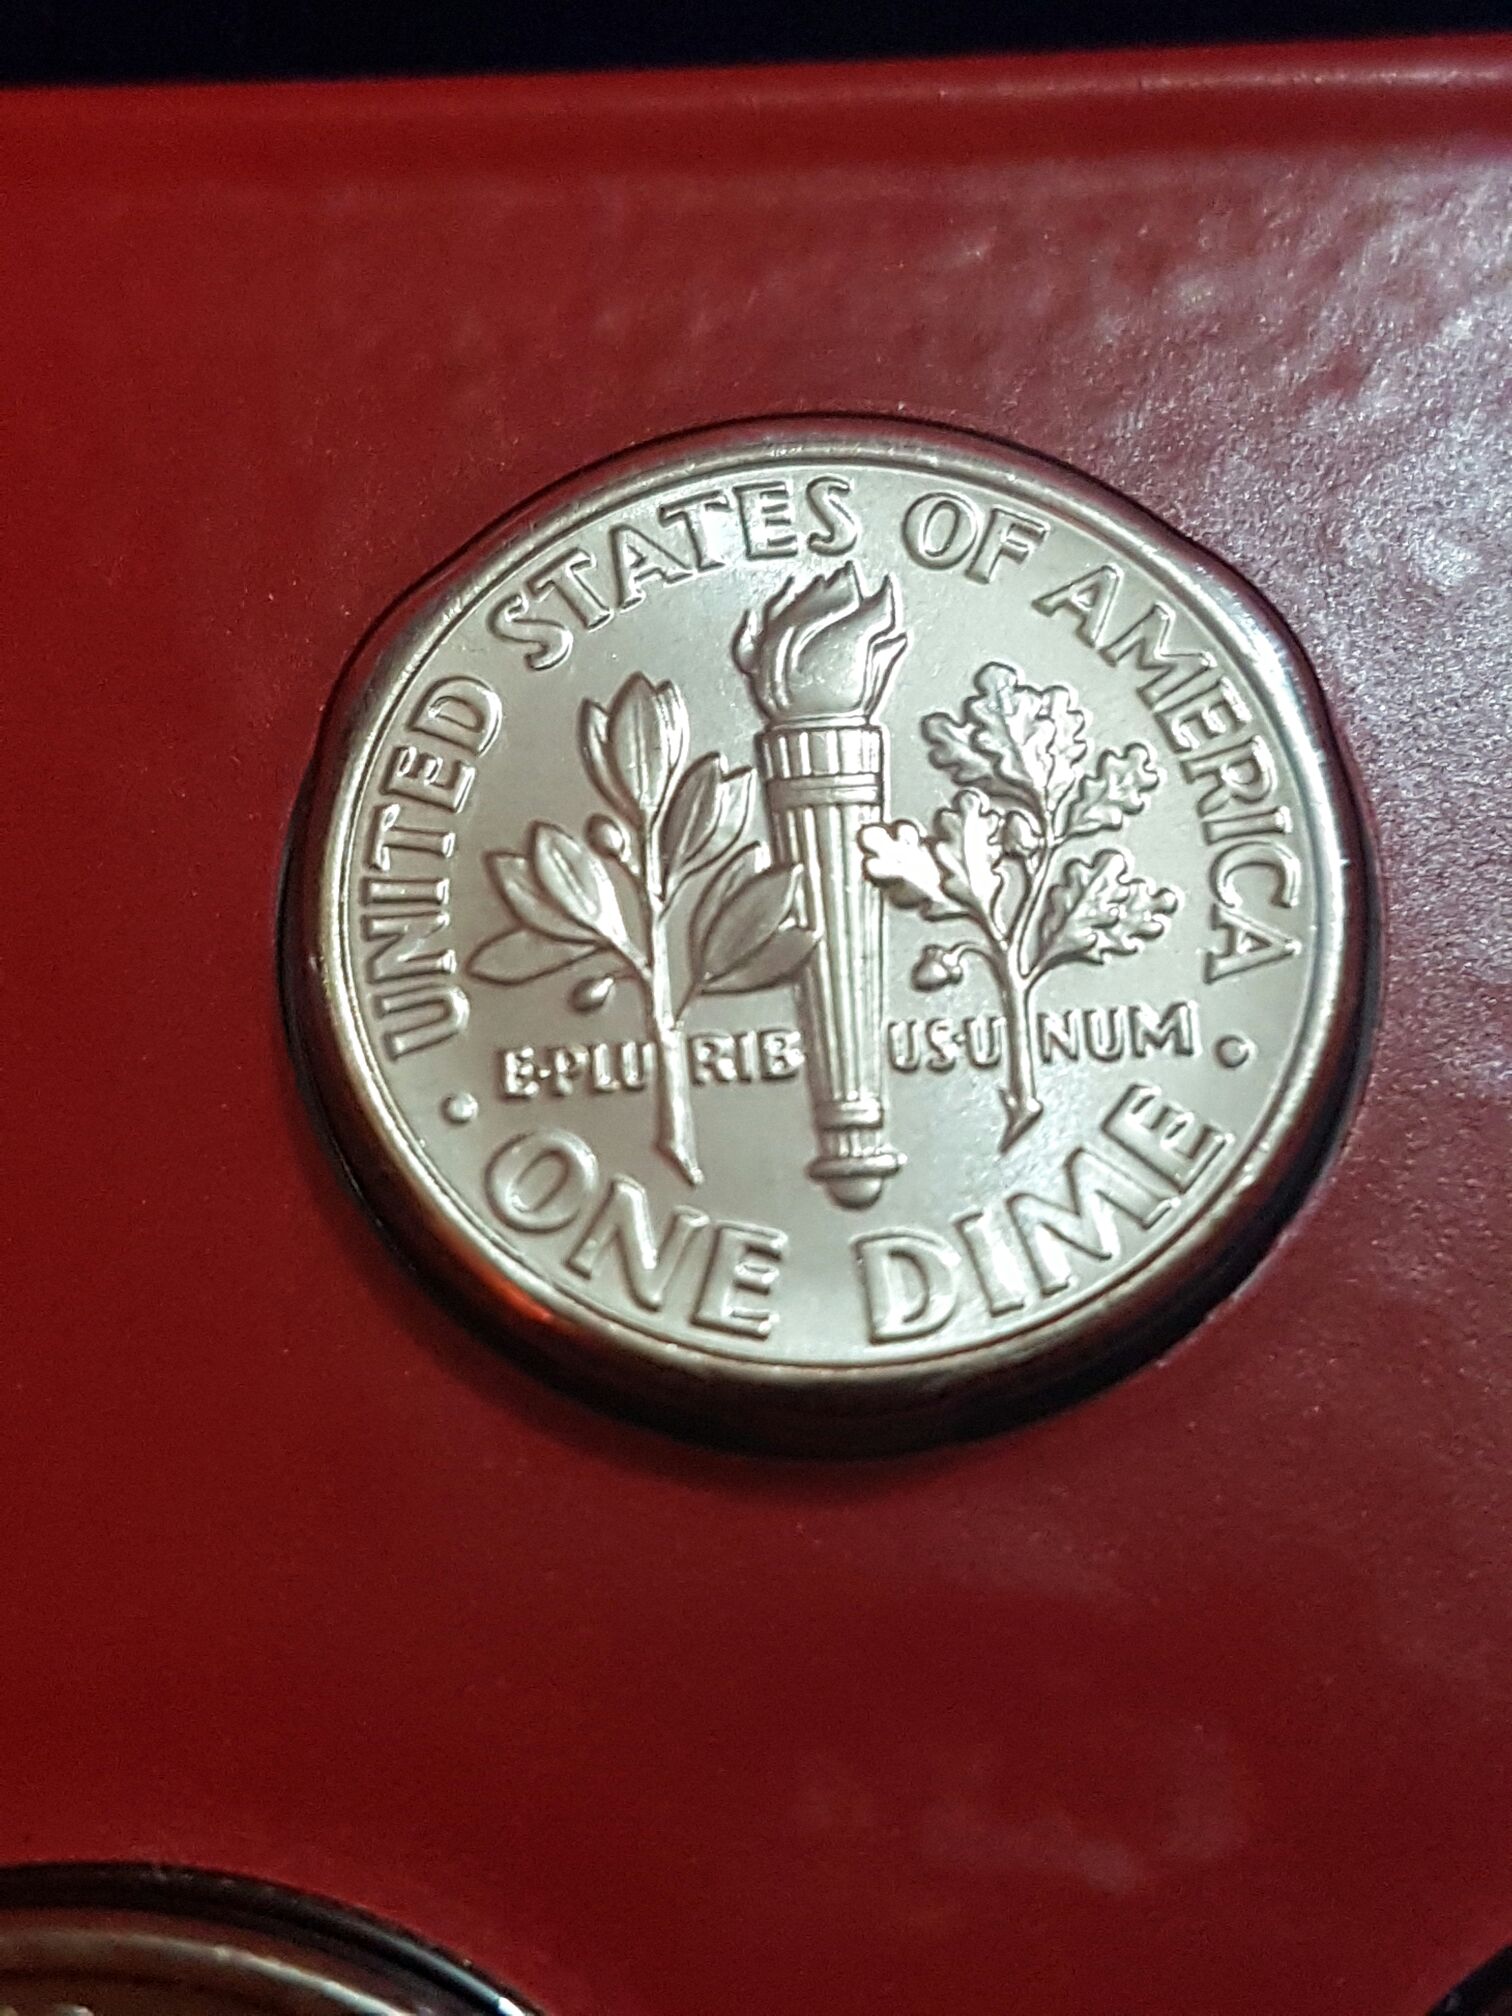 UNITED STATES OF AMERICA
E·PLURIBUS·UNUM
· ONE DIME ·